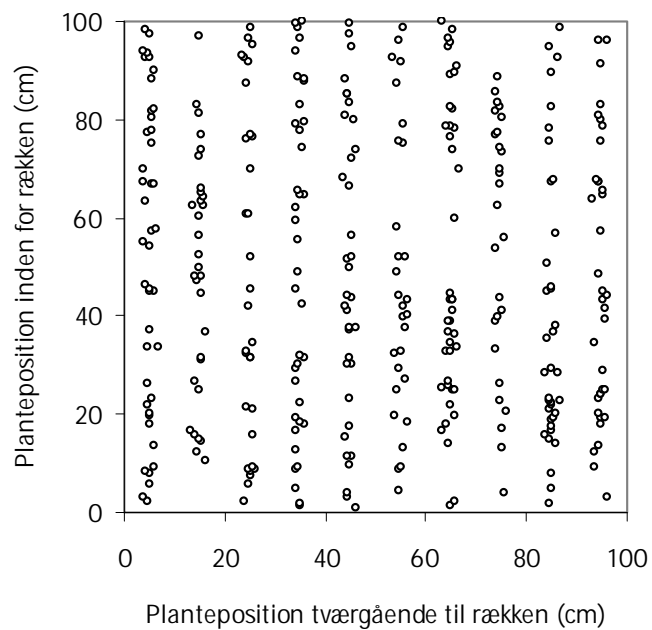 Planteposition inden for rækken (cm)
100
80
60
40
20
0
0 20 40 60 80 100
Planteposition tværgående til rækken (cm)